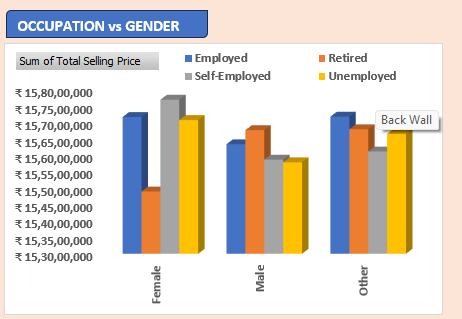 OCCUPATION vs GENDER
Sum of Total Selling Price
Employed
Retired
Self-Employed
Unemployed
₹ 15,80,00,000
₹ 15,75,00,000
₹ 15,70,00,000
₹ 15,65,00,000
₹ 15,60,00,000
₹ 15,55,00,000
₹ 15,50,00,000
₹ 15,45,00,000
₹ 15,40,00,000
₹ 15,35,00,000
₹ 15,30,00,000
Back Wall
Female
Male
Other